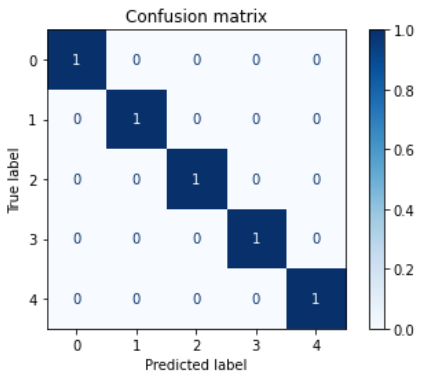 Confusion matrix
True label
0 1 0 0 0 0
1 0 1 0 0 0
2 0 0 1 0 0
3 0 0 0 1 0
4 0 0 0 0 1
0 1 2 3 4
Predicted label
1.0
0.8
0.6
0.4
0.2
0.0